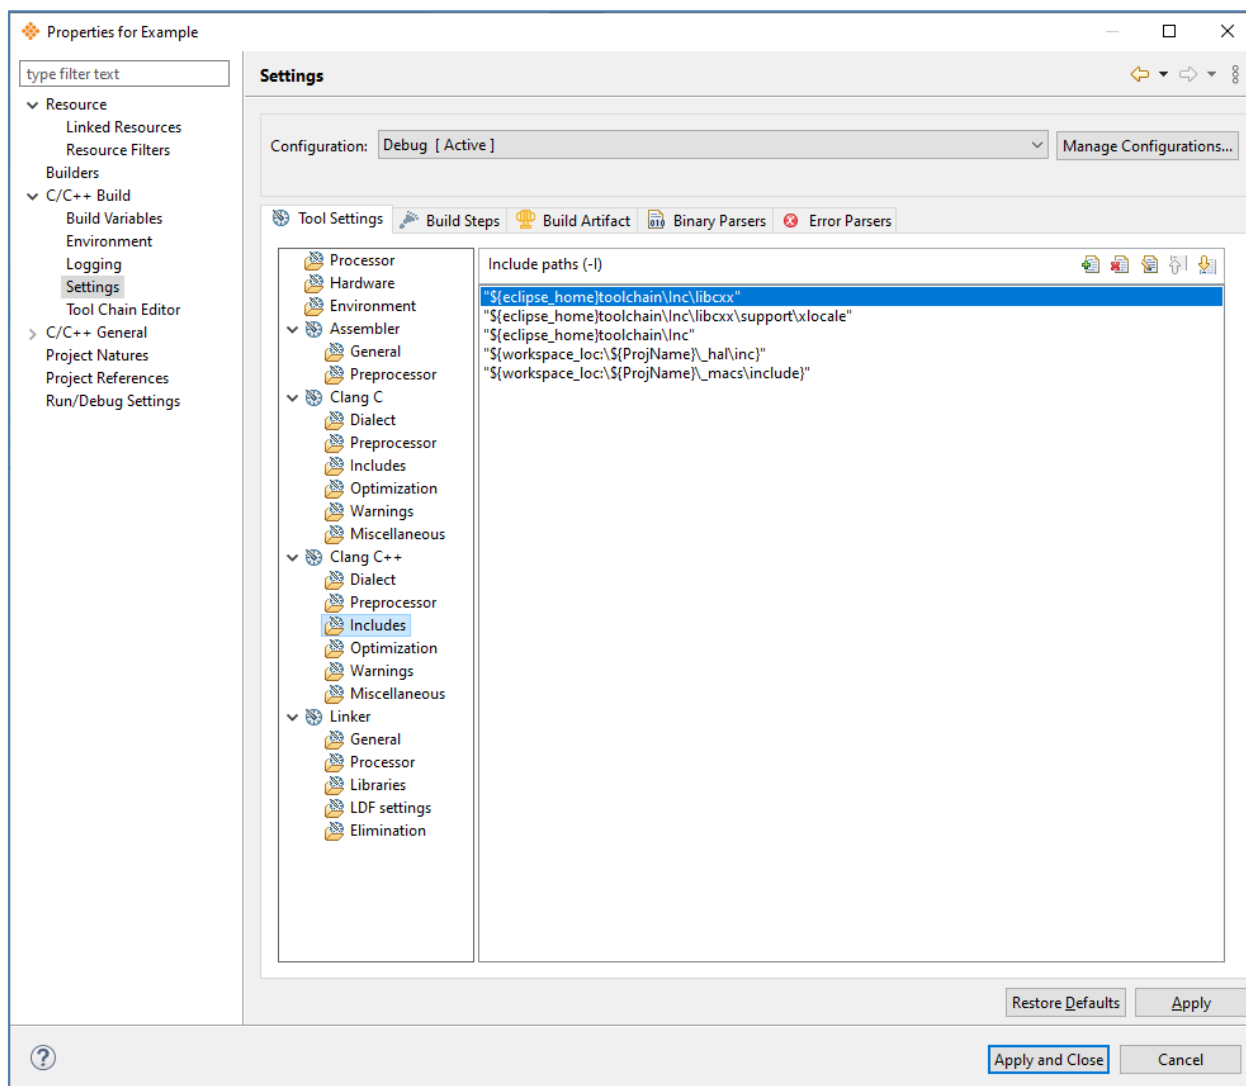 Properties for Example
type filter text
Resource
Linked Resources
Resource Filters
Builders
C/C++ Build
Build Variables
Environment
Logging
Settings
Tool Chain Editor
C/C++ General
Project Natures
Project References
Run/Debug Settings
Settings
Configuration: Debug [ Active ] Manage Configurations...
Tool Settings Build Steps Build Artifact Binary Parsers Error Parsers
Processor
Hardware
Environment
Assembler
General
Preprocessor
Clang C
Dialect
Preprocessor
Includes
Optimization
Warnings
Miscellaneous
Clang C++
Dialect
Preprocessor
Includes
Optimization
Warnings
Miscellaneous
Linker
General
Processor
Libraries
LDF settings
Elimination
Include paths (-I)
"${eclipse_home}toolchain\Inc\libcxx"
"${eclipse_home}toolchain\Inc\libcxx\support\xlocale"
"${eclipse_home}toolchain\Inc"
"${workspace_loc:\${ProjName}\_hal\inc}"
"${workspace_loc:\${ProjName}\_macs\include}"
Restore Defaults Apply
? Apply and Close Cancel